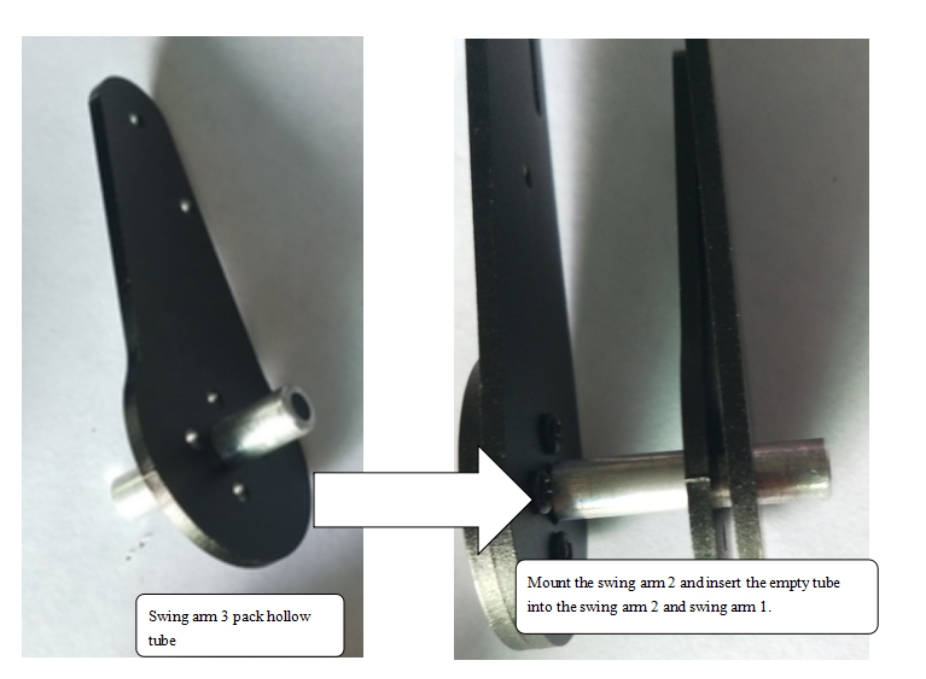 Swing arm 3 pack hollow
tube
Mount the swing arm 2 and insert the empty tube
into the swing arm 2 and swing arm 1.